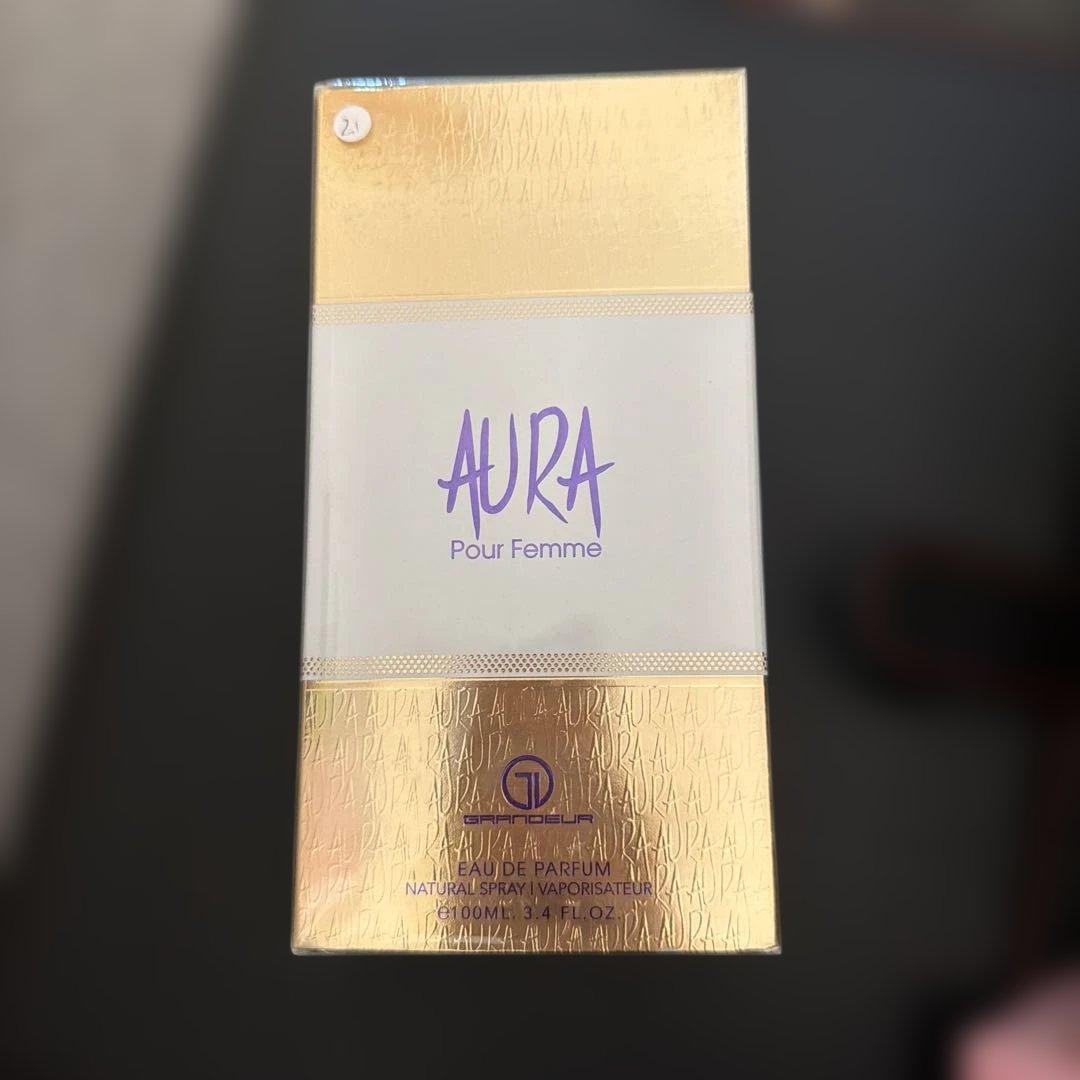 21
AURA
Pour Femme
GRANDEUR
EAU DE PARFUM
NATURAL SPRAY | VAPORISATEUR
℮100ML. 3.4 FL.OZ.